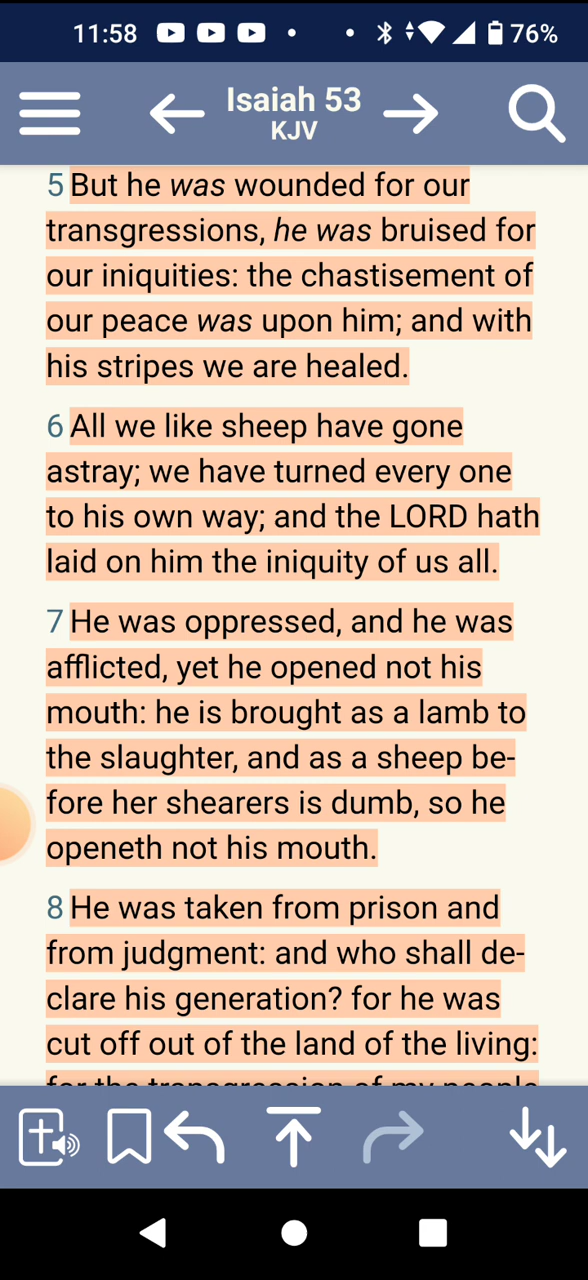 11:58
76%
Isaiah 53
KJV
5 But he was wounded for our
transgressions, he was bruised for
our iniquities: the chastisement of
our peace was upon him; and with
his stripes we are healed.
6 All we like sheep have gone
astray; we have turned every one
to his own way; and the LORD hath
laid on him the iniquity of us all.
7 He was oppressed, and he was
afflicted, yet he opened not his
mouth: he is brought as a lamb to
the slaughter, and as a sheep be-
fore her shearers is dumb, so he
openeth not his mouth.
8 He was taken from prison and
from judgment: and who shall de-
clare his generation? for he was
cut off out of the land of the living:
for the transgression of my people